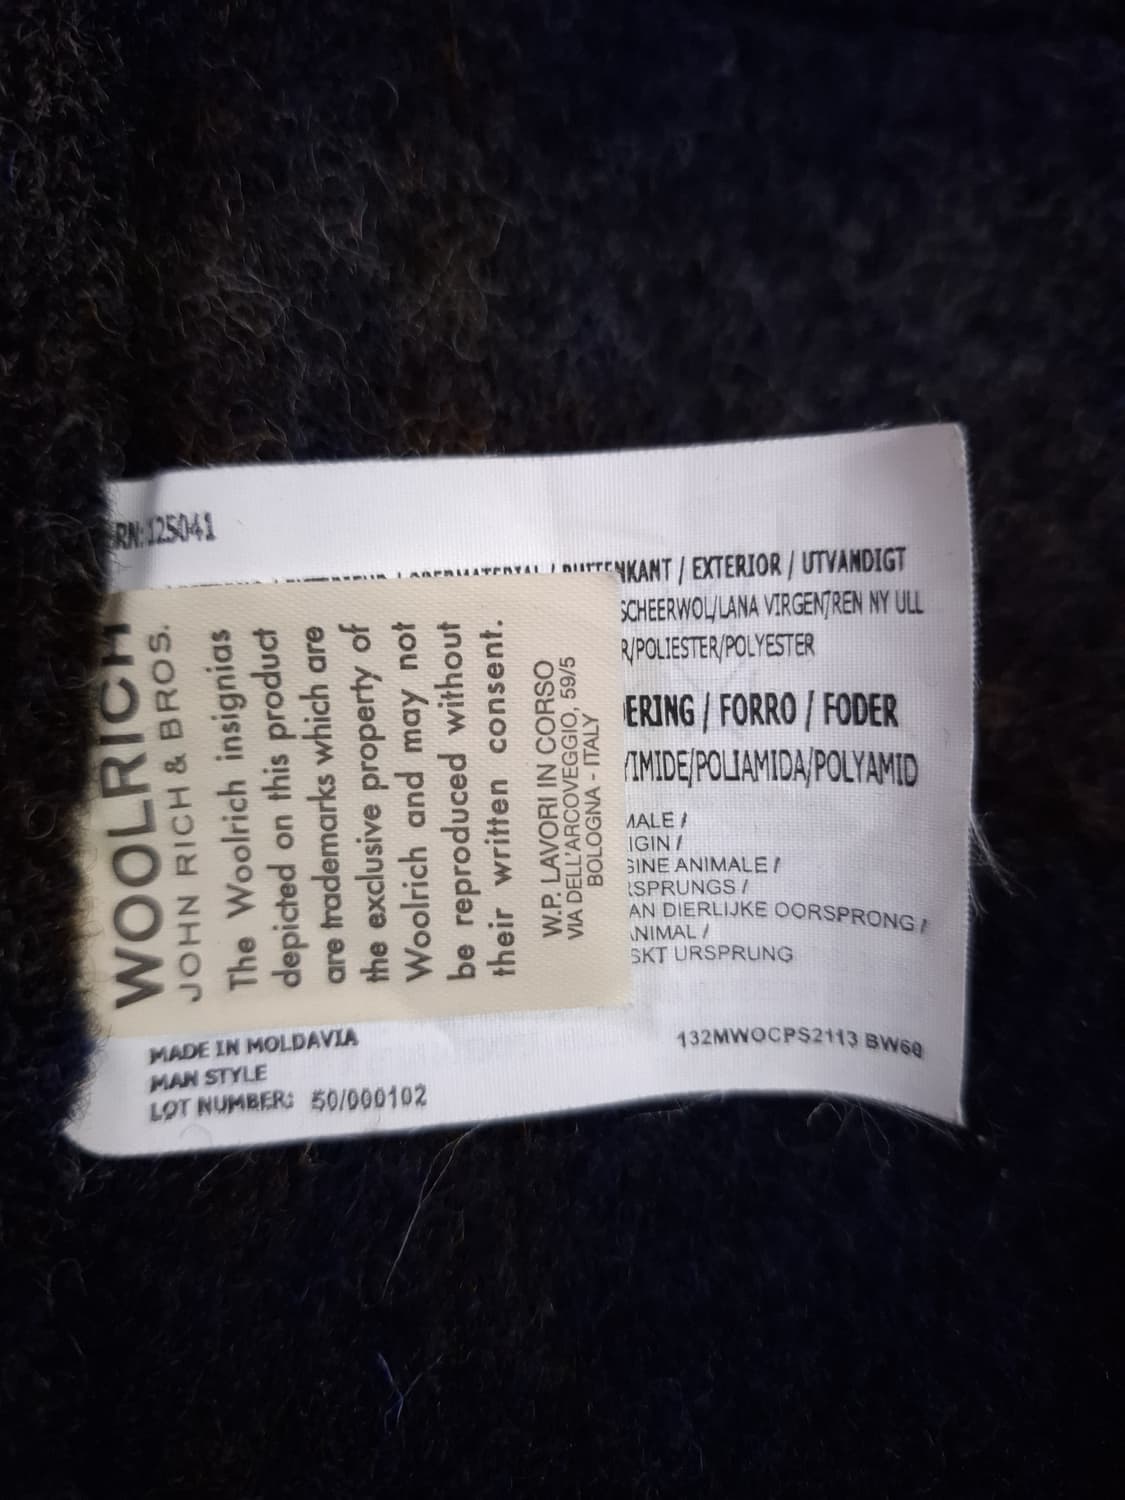 RN:125041
BUITENKANT / EXTERIOR / UTVANDIGT
SCHEERWOL/LANA VIRGEN/REN NY ULL
R/POLIESTER/POLYESTER
ERING / FORRO / FODER
YIMIDE/POLIAMIDA/POLYAMID
MALE /
IGIN /
GINE ANIMALE /
RSPRUNGS /
AN DIERLIJKE OORSPRONG /
ANIMAL /
SKT URSPRUNG
MADE IN MOLDAVIA
MAN STYLE
LOT NUMBER: 50/000102
132MWOCPS2113 BW60
WOOLRICH
JOHN RICH & BROS.
The Woolrich insignias
depicted on this product
are trademarks which are
the exclusive property of
Woolrich and may not
be reproduced without
their written consent.
W.P. LAVORI IN CORSO
VIA DELL'ARCOVEGGIO, 59/5
BOLOGNA - ITALY